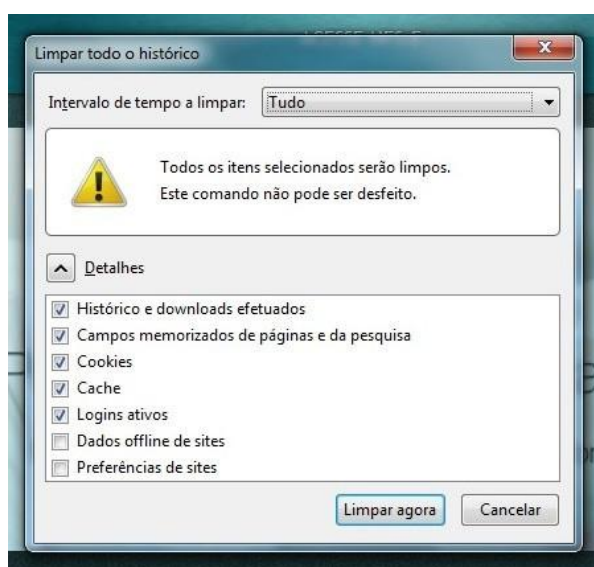 Limpar todo o histórico
Intervalo de tempo a limpar: Tudo
Todos os itens selecionados serão limpos.
Este comando não pode ser desfeito.
Detalhes
Histórico e downloads efetuados
Campos memorizados de páginas e da pesquisa
Cookies
Cache
Logins ativos
Dados offline de sites
Preferências de sites
Limpar agora Cancelar